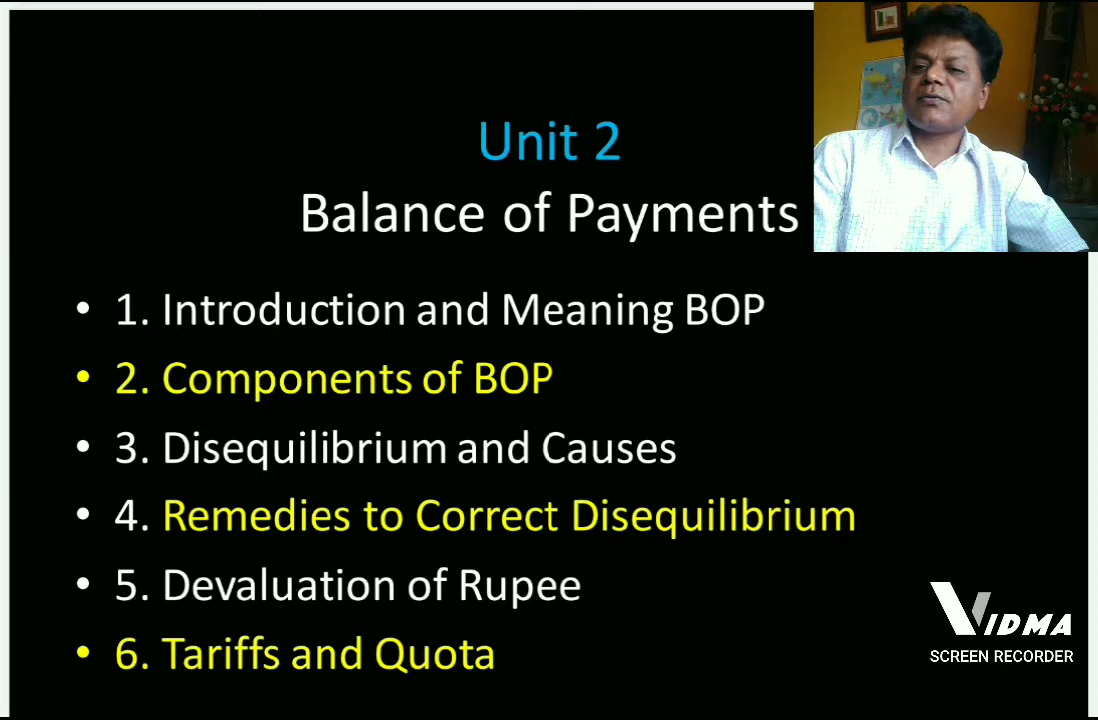 Unit 2
Balance of Payments
• 1. Introduction and Meaning BOP
• 2. Components of BOP
• 3. Disequilibrium and Causes
• 4. Remedies to Correct Disequilibrium
• 5. Devaluation of Rupee
• 6. Tariffs and Quota
VIDMA
SCREEN RECORDER